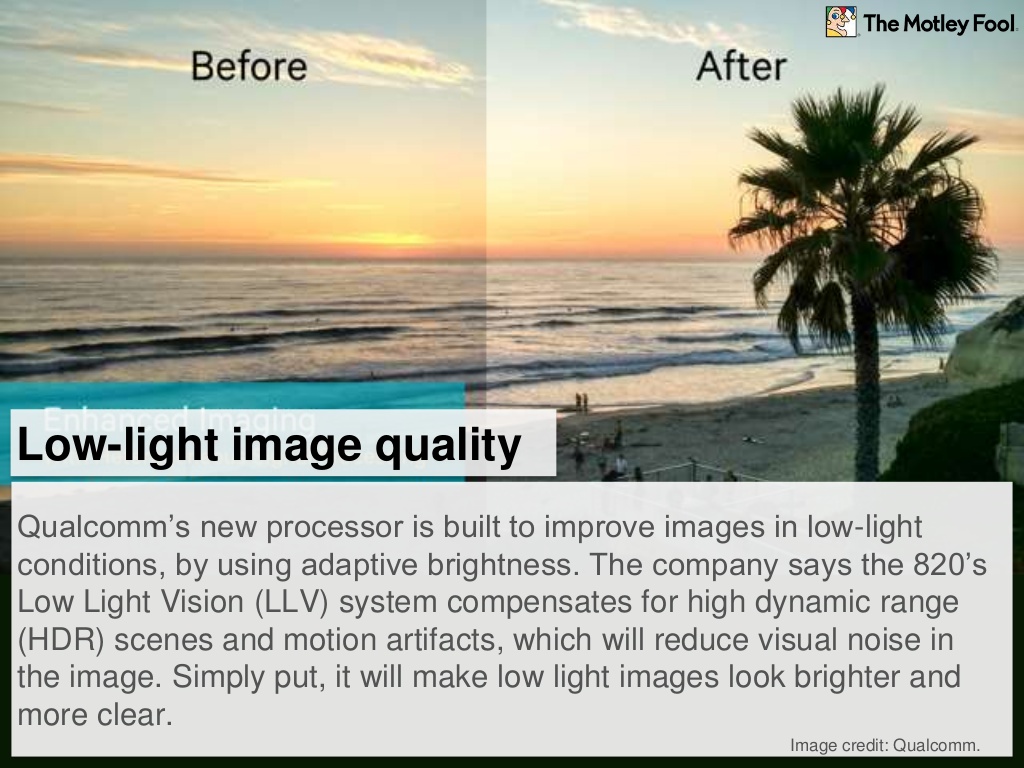 The Motley Fool
Before
After
Enhanced Imaging
Low-light image quality
Qualcomm’s new processor is built to improve images in low-light
conditions, by using adaptive brightness. The company says the 820’s
Low Light Vision (LLV) system compensates for high dynamic range
(HDR) scenes and motion artifacts, which will reduce visual noise in
the image. Simply put, it will make low light images look brighter and
more clear.
Image credit: Qualcomm.